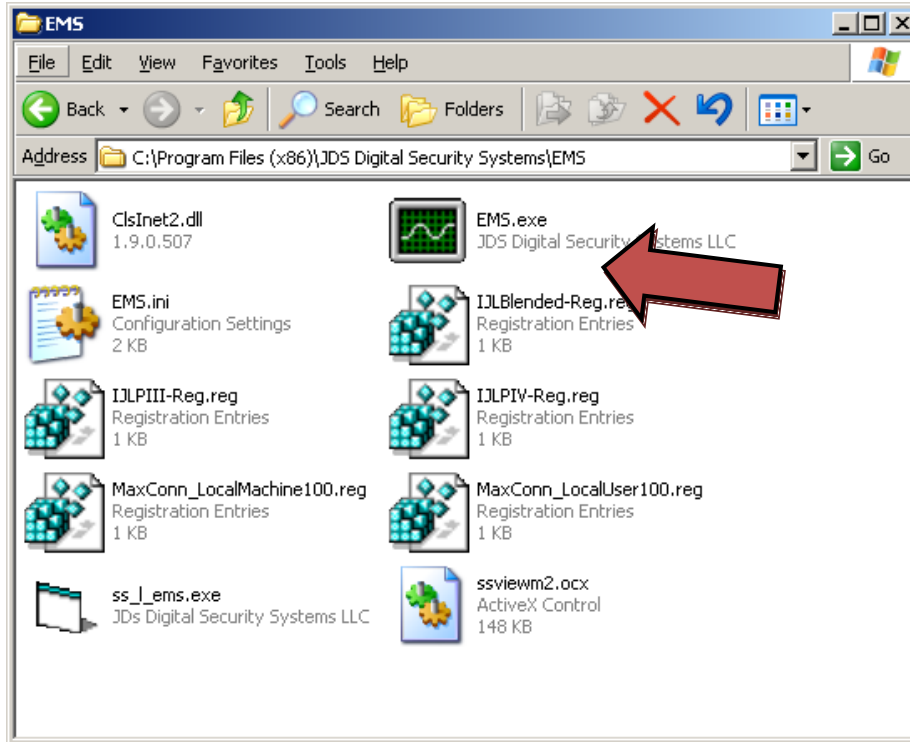 EMS
File Edit View Favorites Tools Help
Back Search Folders
Address C:\Program Files (x86)\JDS Digital Security Systems\EMS Go
ClsInet2.dll
1.9.0.507
EMS.exe
JDS Digital Security Systems LLC
EMS.ini
Configuration Settings
2 KB
IJLBlended-Reg.reg
Registration Entries
1 KB
IJLPIII-Reg.reg
Registration Entries
1 KB
IJLPIV-Reg.reg
Registration Entries
1 KB
MaxConn_LocalMachine100.reg
Registration Entries
1 KB
MaxConn_LocalUser100.reg
Registration Entries
1 KB
ss_l_ems.exe
JDs Digital Security Systems LLC
ssviewm2.ocx
ActiveX Control
148 KB